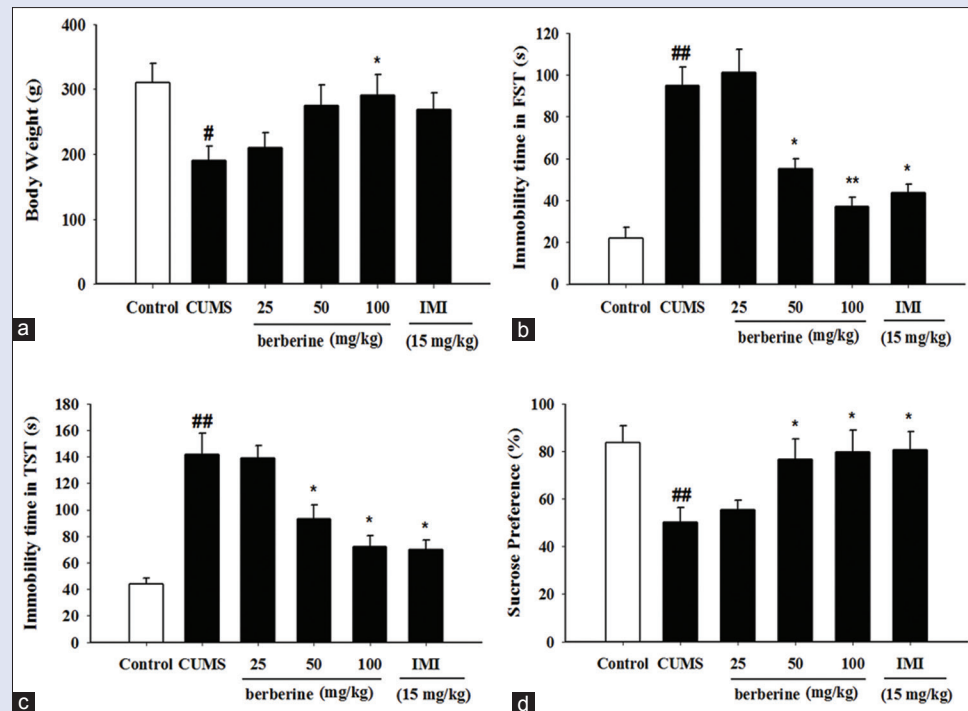 400
300
200
100
0
Body Weight (g)
#
*
Control CUMS 25 50 100 IMI
berberine (mg/kg) (15 mg/kg)
a
120
100
80
60
40
20
0
Immobility time in FST (s)
##
*
**
*
Control CUMS 25 50 100 IMI
berberine (mg/kg) (15 mg/kg)
b
180
160
140
120
100
80
60
40
20
0
Immobility time in TST (s)
##
*
*
*
Control CUMS 25 50 100 IMI
berberine (mg/kg) (15 mg/kg)
c
100
80
60
40
20
0
Sucrose Preference (%)
##
*
*
*
Control CUMS 25 50 100 IMI
berberine (mg/kg) (15 mg/kg)
d